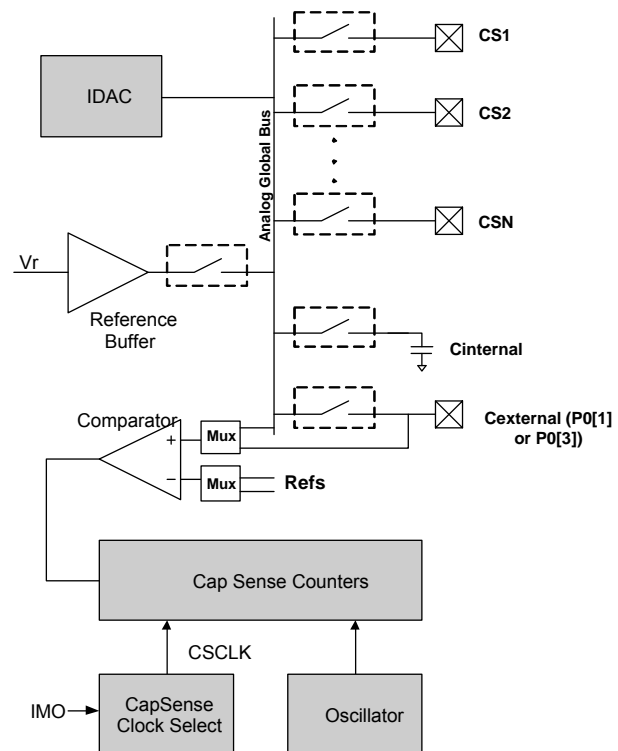 CS1
IDAC
CS2
Analog Global Bus
CSN
Vr
Reference
Buffer
Cinternal
Comparator
+
Mux
Cexternal (P0[1]
or P0[3])
−
Mux
Refs
Cap Sense Counters
CSCLK
IMO
CapSense
Clock Select
Oscillator